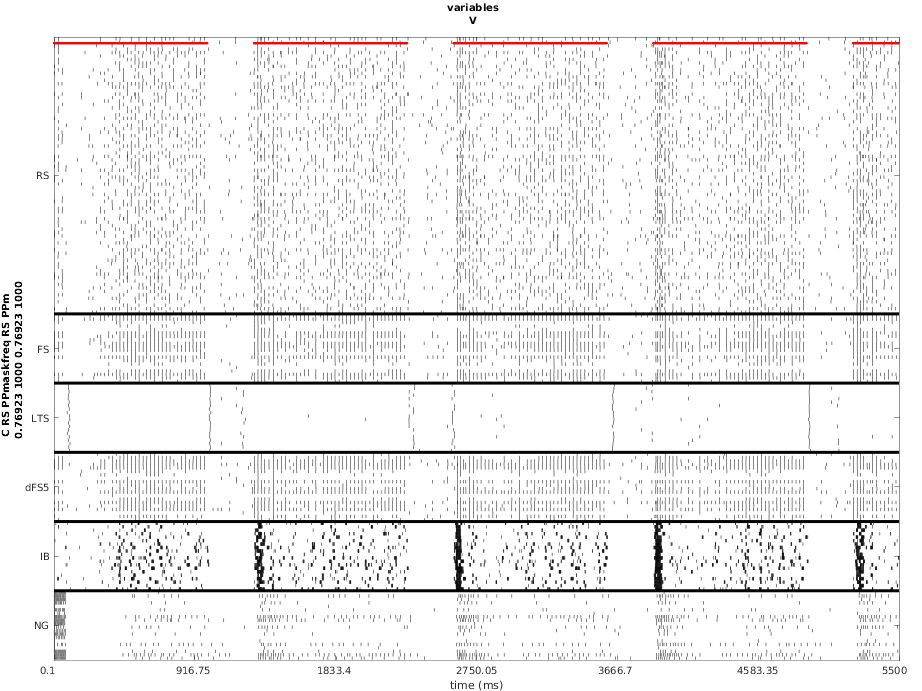 variables
V
RS
FS
LTS
dFS5
IB
NG
C RS PPmaskfreq RS PPm
0.76923 1000 0.76923 1000
0.1 916.75 1833.4 2750.05 3666.7 4583.35 5500
time (ms)